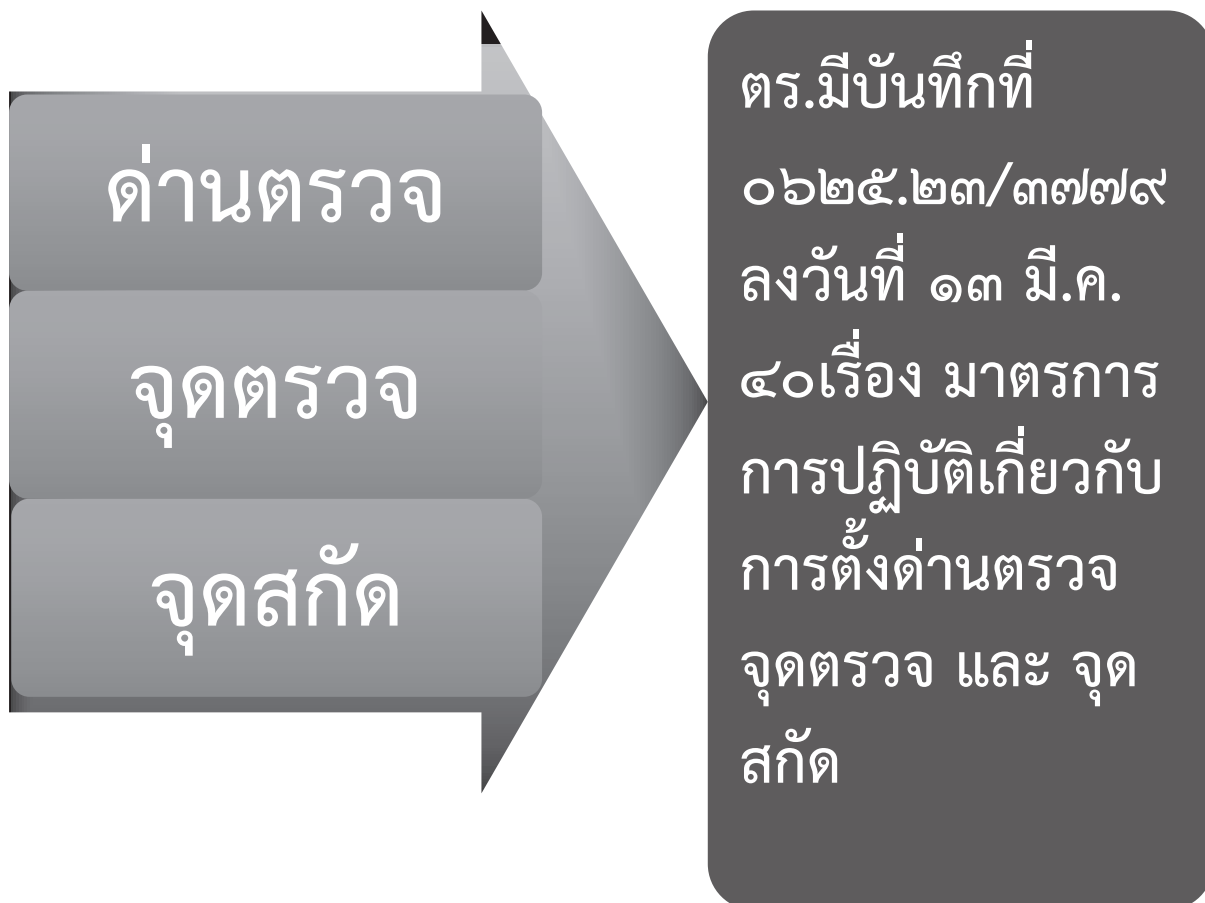 ด่านตรวจ
จุดตรวจ
จุดสกัด
ตร.มีบันทึกที่
๐๖๒๕.๒๓/๓๗๗๙
ลงวันที่ ๑๓ มี.ค.
๔๐เรื่อง มาตรการ
การปฏิบัติเกี่ยวกับ
การตั้งด่านตรวจ
จุดตรวจ และ จุด
สกัด